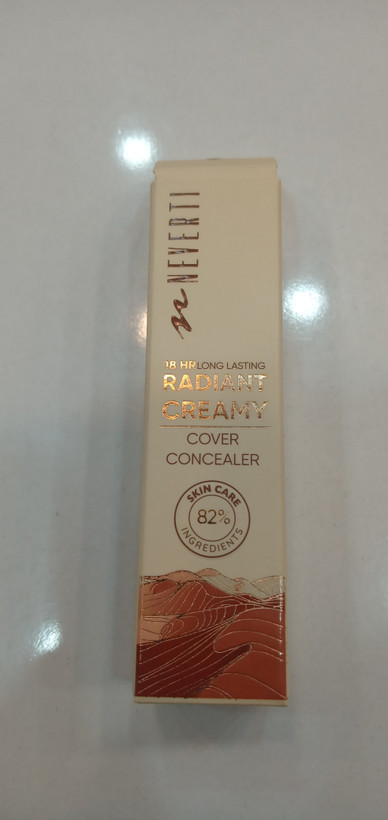 NEVERTI
18 HR LONG LASTING
RADIANT
CREAMY
COVER
CONCEALER
SKIN CARE
82%
INGREDIENTS